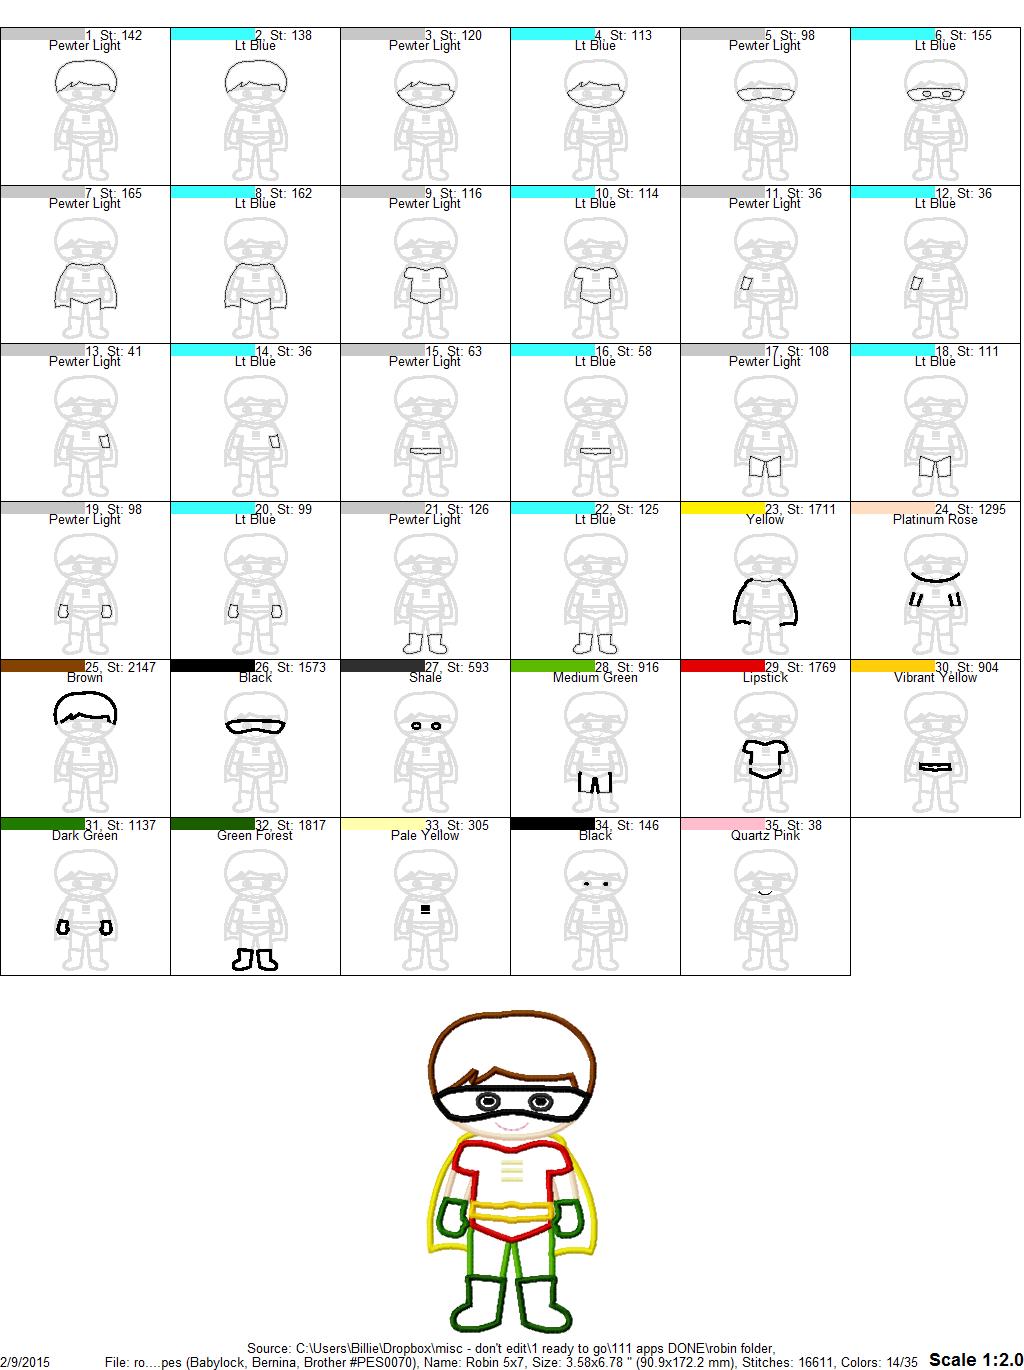 1, St: 142 2, St: 138 3, St: 120 4, St: 113 5, St: 98 6, St: 155
Pewter Light Lt Blue Pewter Light Lt Blue Pewter Light Lt Blue
7, St: 165 8, St: 162 9, St: 116 10, St: 114 11, St: 36 12, St: 36
Pewter Light Lt Blue Pewter Light Lt Blue Pewter Light Lt Blue
13, St: 41 14, St: 36 15, St: 63 16, St: 58 17, St: 108 18, St: 111
Pewter Light Lt Blue Pewter Light Lt Blue Pewter Light Lt Blue
19, St: 98 20, St: 99 21, St: 126 22, St: 125 23, St: 1711 24, St: 1295
Pewter Light Lt Blue Pewter Light Lt Blue Yellow Platinum Rose
25, St: 2147 26, St: 1573 27, St: 593 28, St: 916 29, St: 1769 30, St: 904
Brown Black Shale Medium Green Lipstick Vibrant Yellow
31, St: 1137 32, St: 1817 33, St: 305 34, St: 146 35, St: 38
Dark Green Green Forest Pale Yellow Black Quartz Pink
Source: C:\Users\Billie\Dropbox\misc - don't edit\1 ready to go\111 apps DONE\robin folder,
2/9/2015 File: ro....pes (Babylock, Bernina, Brother #PES0070), Name: Robin 5x7, Size: 3.58x6.78 " (90.9x172.2 mm), Stitches: 16611, Colors: 14/35 Scale 1:2.0